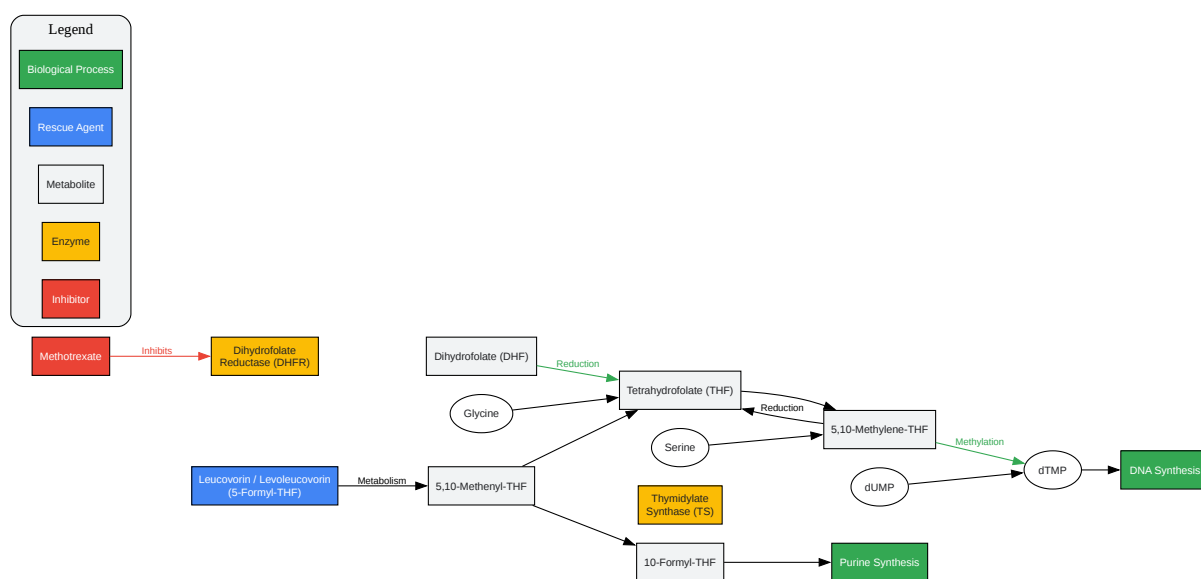 Legend
Biological Process
Rescue Agent
Metabolite
Enzyme
Inhibitor
Methotrexate
Inhibits
Dihydrofolate
Reductase (DHFR)
Dihydrofolate (DHF)
Reduction
Tetrahydrofolate (THF)
Glycine
Reduction
5,10-Methylene-THF
Serine
Methylation
Leucovorin / Levoleucovorin
(5-Formyl-THF)
Metabolism
5,10-Methenyl-THF
Thymidylate
Synthase (TS)
dUMP
dTMP
DNA Synthesis
10-Formyl-THF
Purine Synthesis